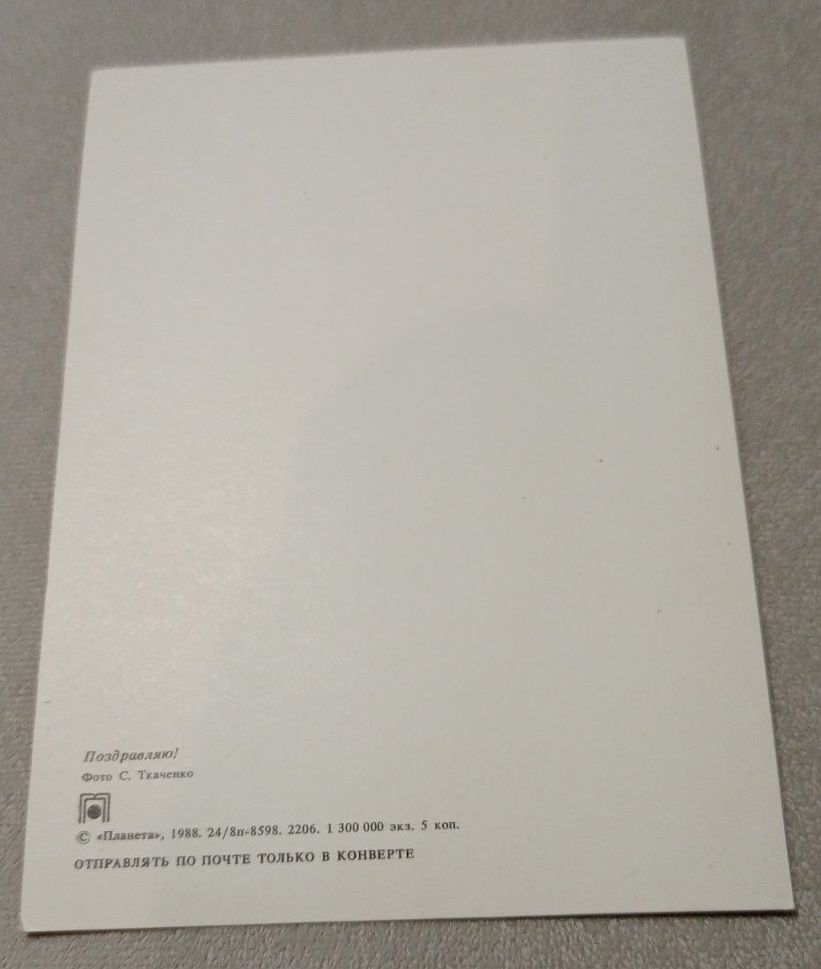 Поздравляю!
Фото С. Ткаченко
© «Планета», 1988. 24/8п-8598. 2206. 1 300 000 экз. 5 коп.
ОТПРАВЛЯТЬ ПО ПОЧТЕ ТОЛЬКО В КОНВЕРТЕ